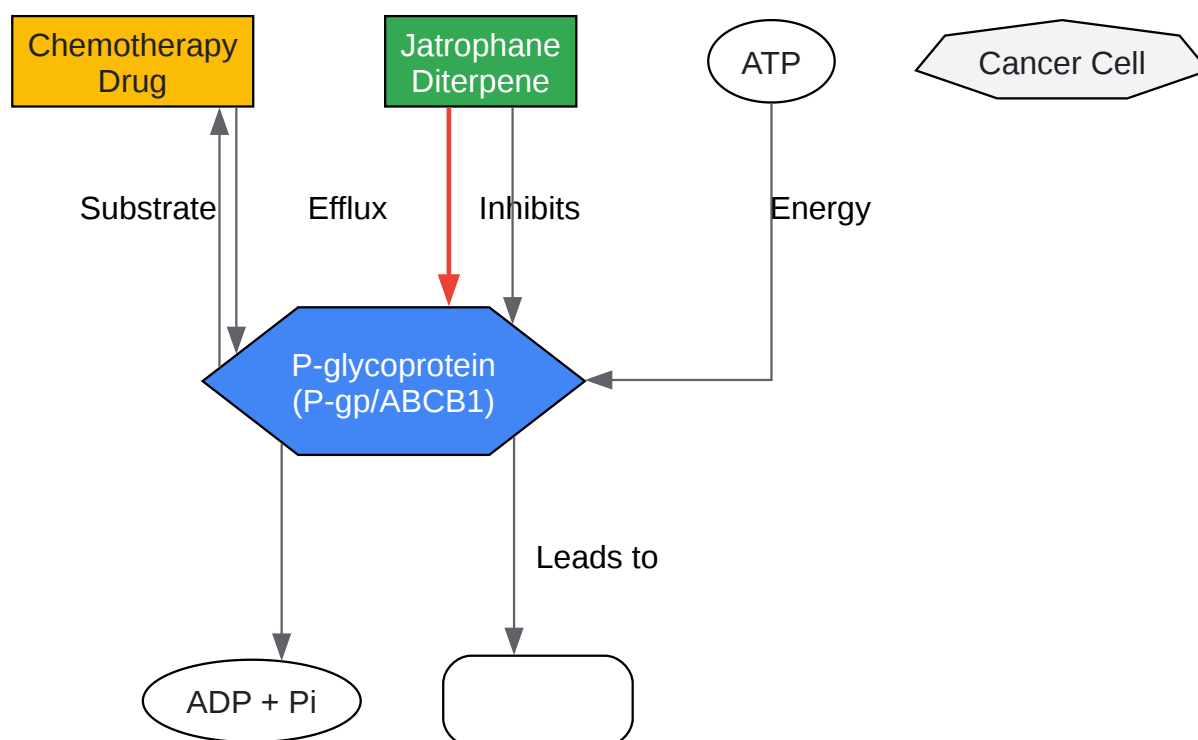 Chemotherapy
Drug
Jatrophane
Diterpene
ATP
Cancer Cell
Substrate
Efflux
Inhibits
Energy
P-glycoprotein
(P-gp/ABCB1)
Leads to
ADP + Pi